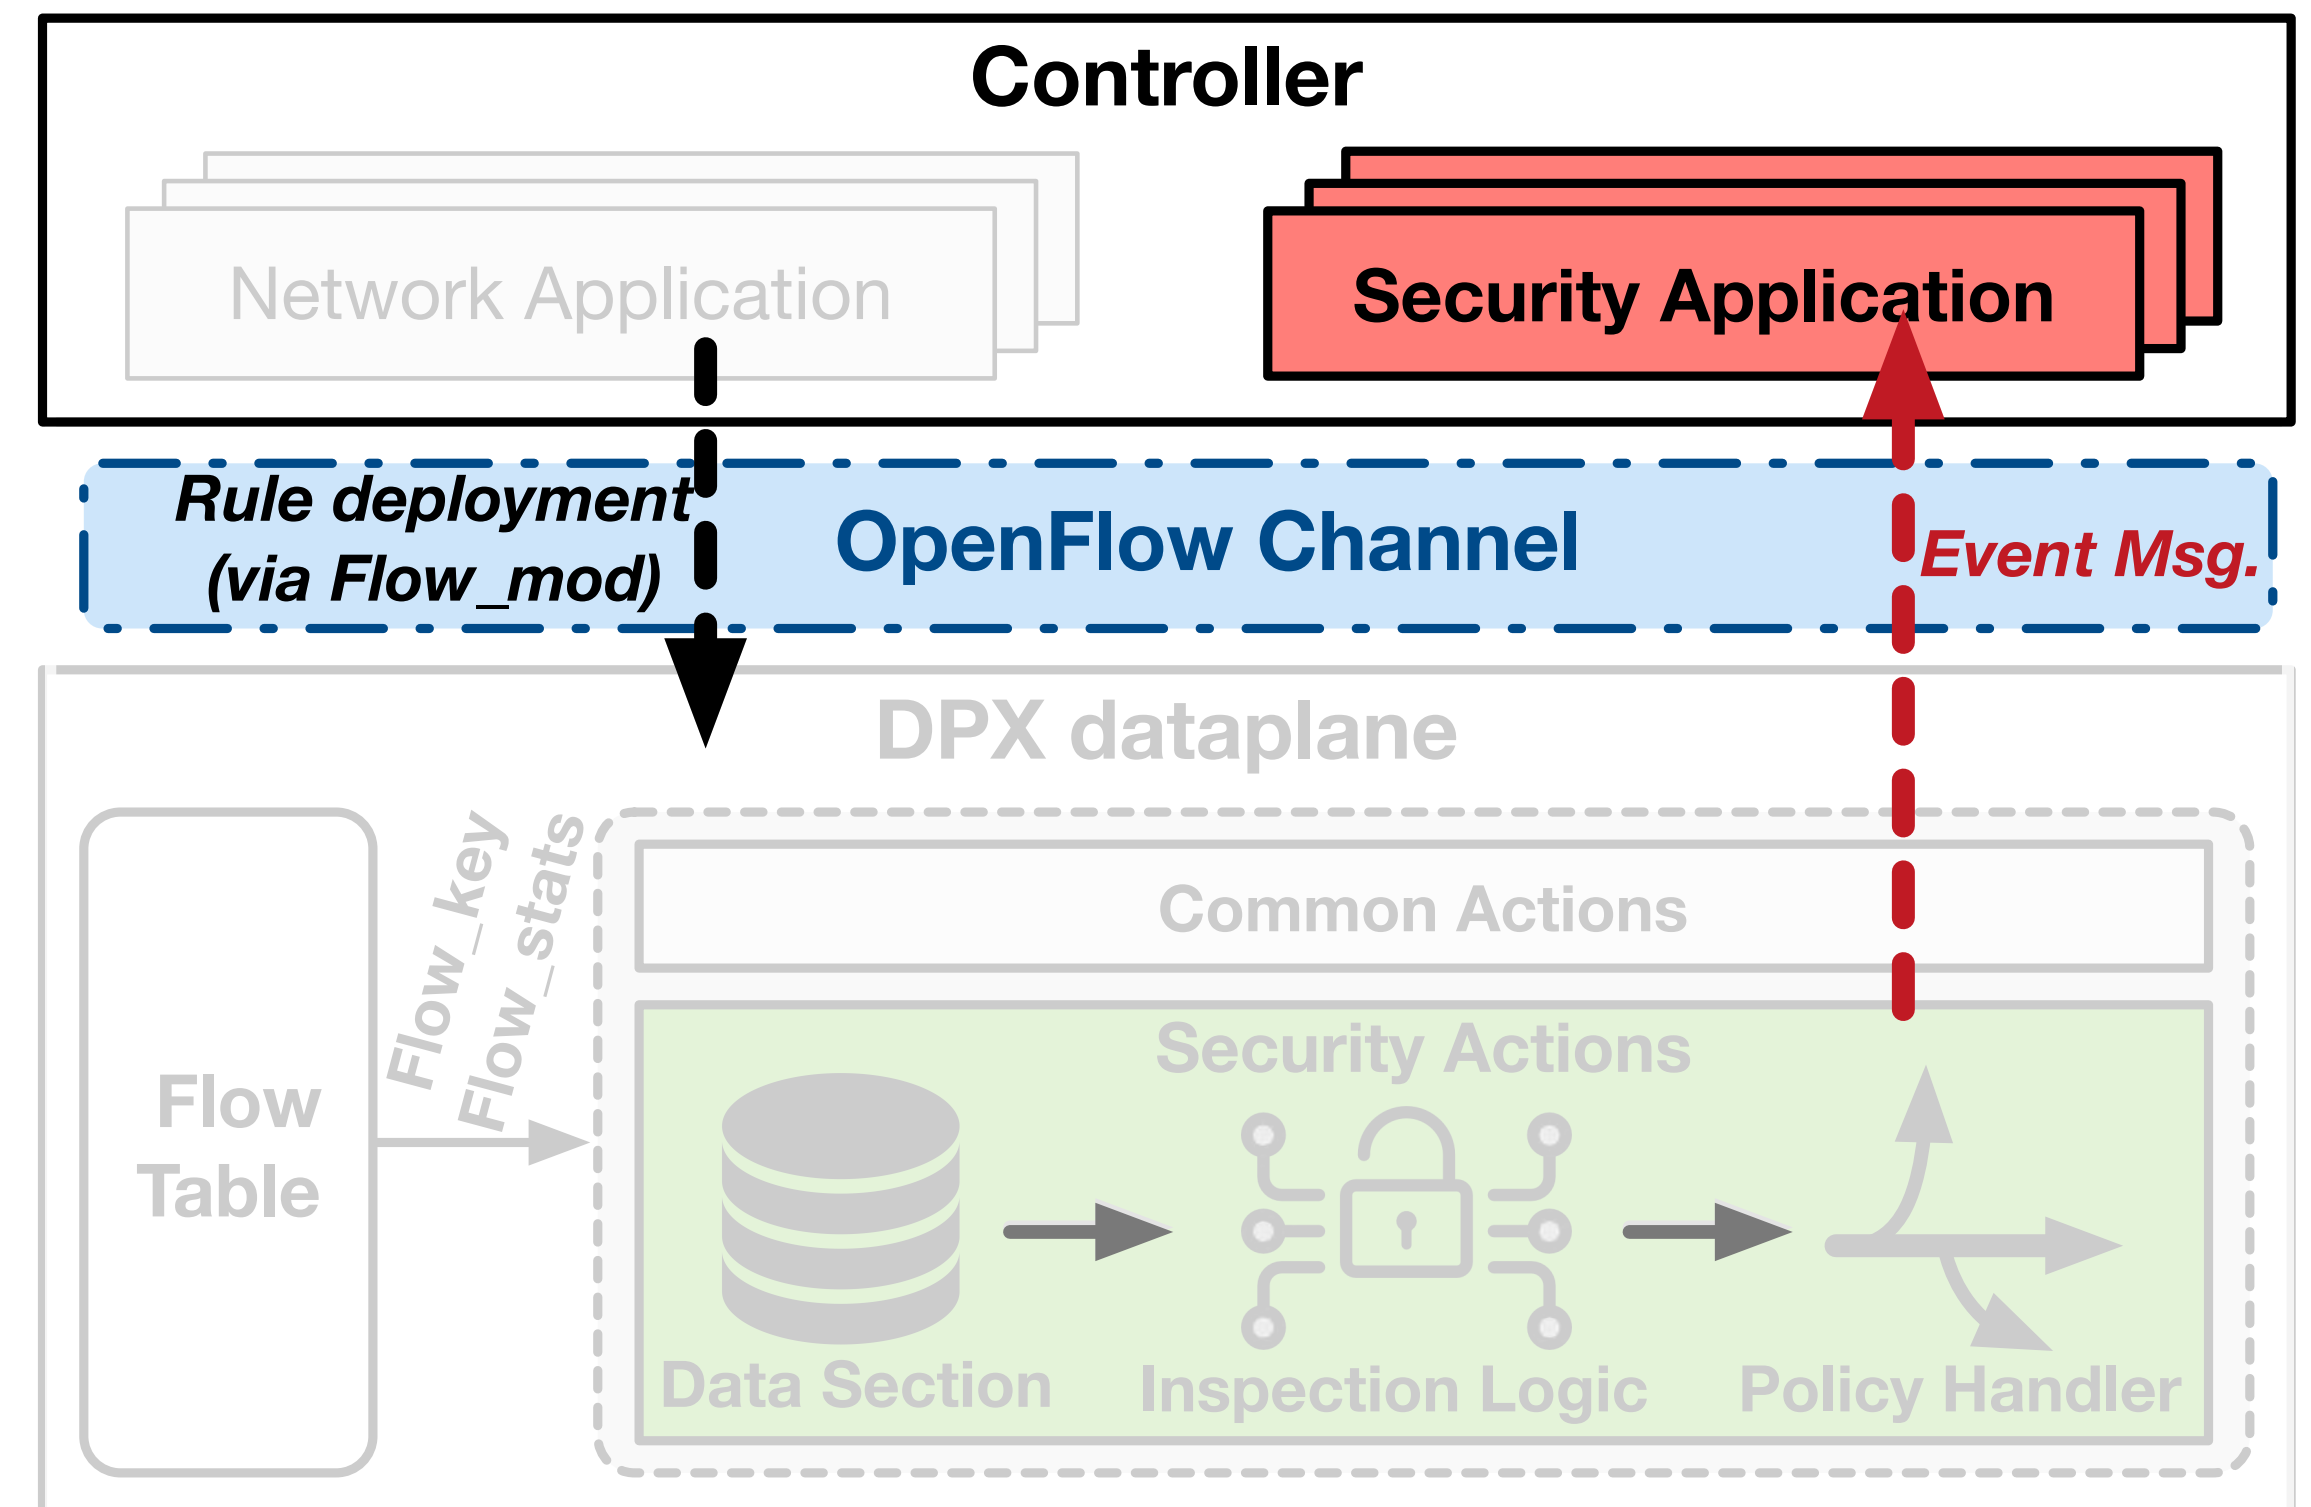 Controller
Network Application
Security Application
Rule deployment
(via Flow_mod)
OpenFlow Channel
Event Msg.
DPX dataplane
Flow_key
Flow_stats
Common Actions
Flow
Table
Security Actions
Data Section
Inspection Logic
Policy Handler